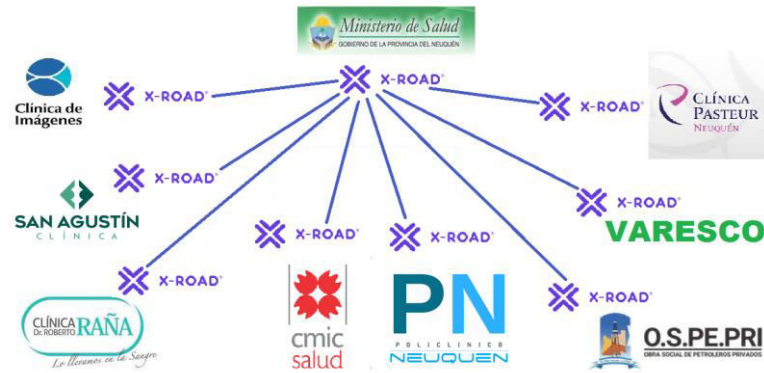 Ministerio de Salud
GOBIERNO DE LA PROVINCIA DEL NEUQUÉN
X-ROAD®
Clínica de
Imágenes
X-ROAD®
X-ROAD®
CLÍNICA
PASTEUR
NEUQUÉN
X-ROAD®
SAN AGUSTÍN
CLÍNICA
X-ROAD®
VARESCO
X-ROAD®
X-ROAD®
X-ROAD®
CLÍNICA
DR. ROBERTO RAÑA
Lo llevamos en la Sangre
cmic
salud
PN
POLICLINICO
NEUQUEN
X-ROAD®
O.S.PE.PRI
OBRA SOCIAL DE PETROLEROS PRIVADOS